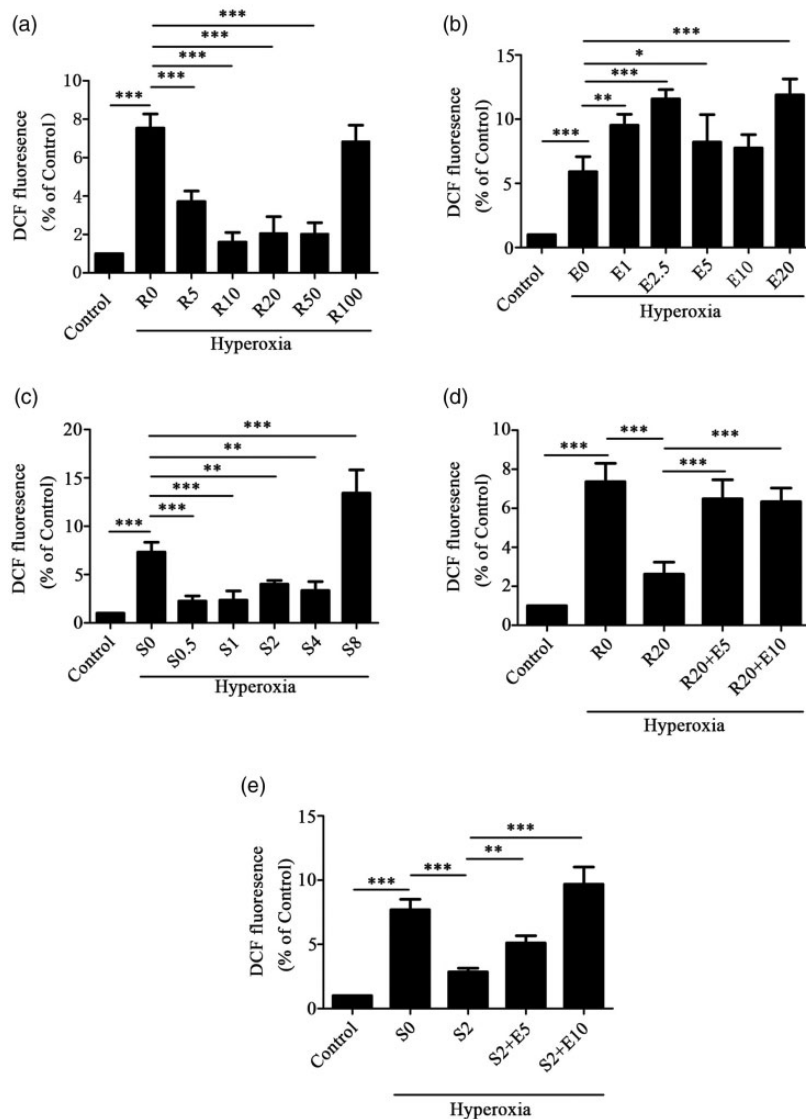 (a)
***
***
***
***
***
DCF fluoresence
(% of Control)
10
8
6
4
2
0
Control
R0
R5
R10
R20
R50
R100
Hyperoxia
(b)
***
*
***
**
***
DCF fluoresence
(% of Control)
15
10
5
0
Control
E0
E1
E2.5
E5
E10
E20
Hyperoxia
(c)
***
**
**
***
***
***
DCF fluoresence
(% of Control)
20
15
10
5
0
Control
S0
S0.5
S1
S2
S4
S8
Hyperoxia
(d)
***
***
***
***
DCF fluoresence
(% of Control)
10
8
6
4
2
0
Control
R0
R20
R20+E5
R20+E10
Hyperoxia
(e)
***
**
***
***
DCF fluoresence
(% of Control)
15
10
5
0
Control
S0
S2
S2+E5
S2+E10
Hyperoxia